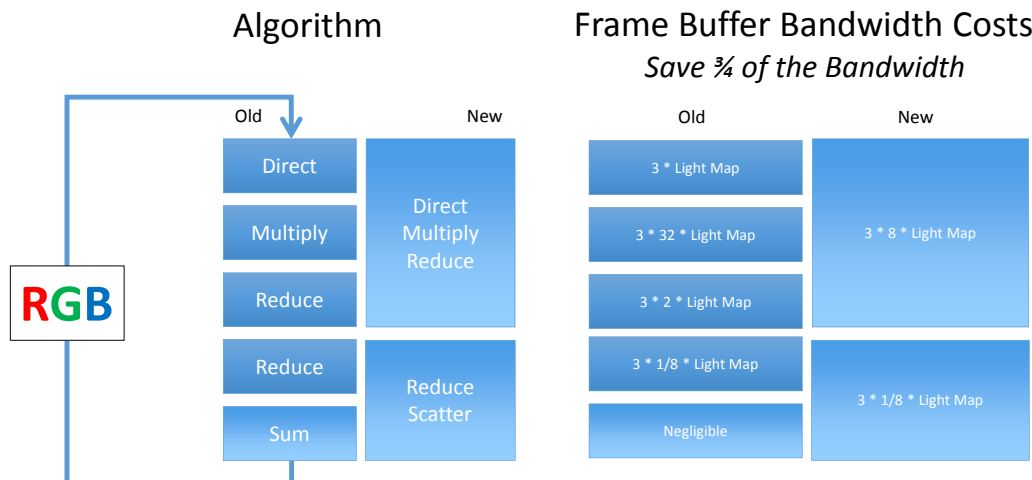 Algorithm
Frame Buffer Bandwidth Costs
Save ¾ of the Bandwidth
Old
New
Direct
Multiply
Reduce
Reduce
Sum
Direct
Multiply
Reduce
Reduce
Scatter
RGB
Old
New
3 * Light Map
3 * 32 * Light Map
3 * 2 * Light Map
3 * 1/8 * Light Map
Negligible
3 * 8 * Light Map
3 * 1/8 * Light Map